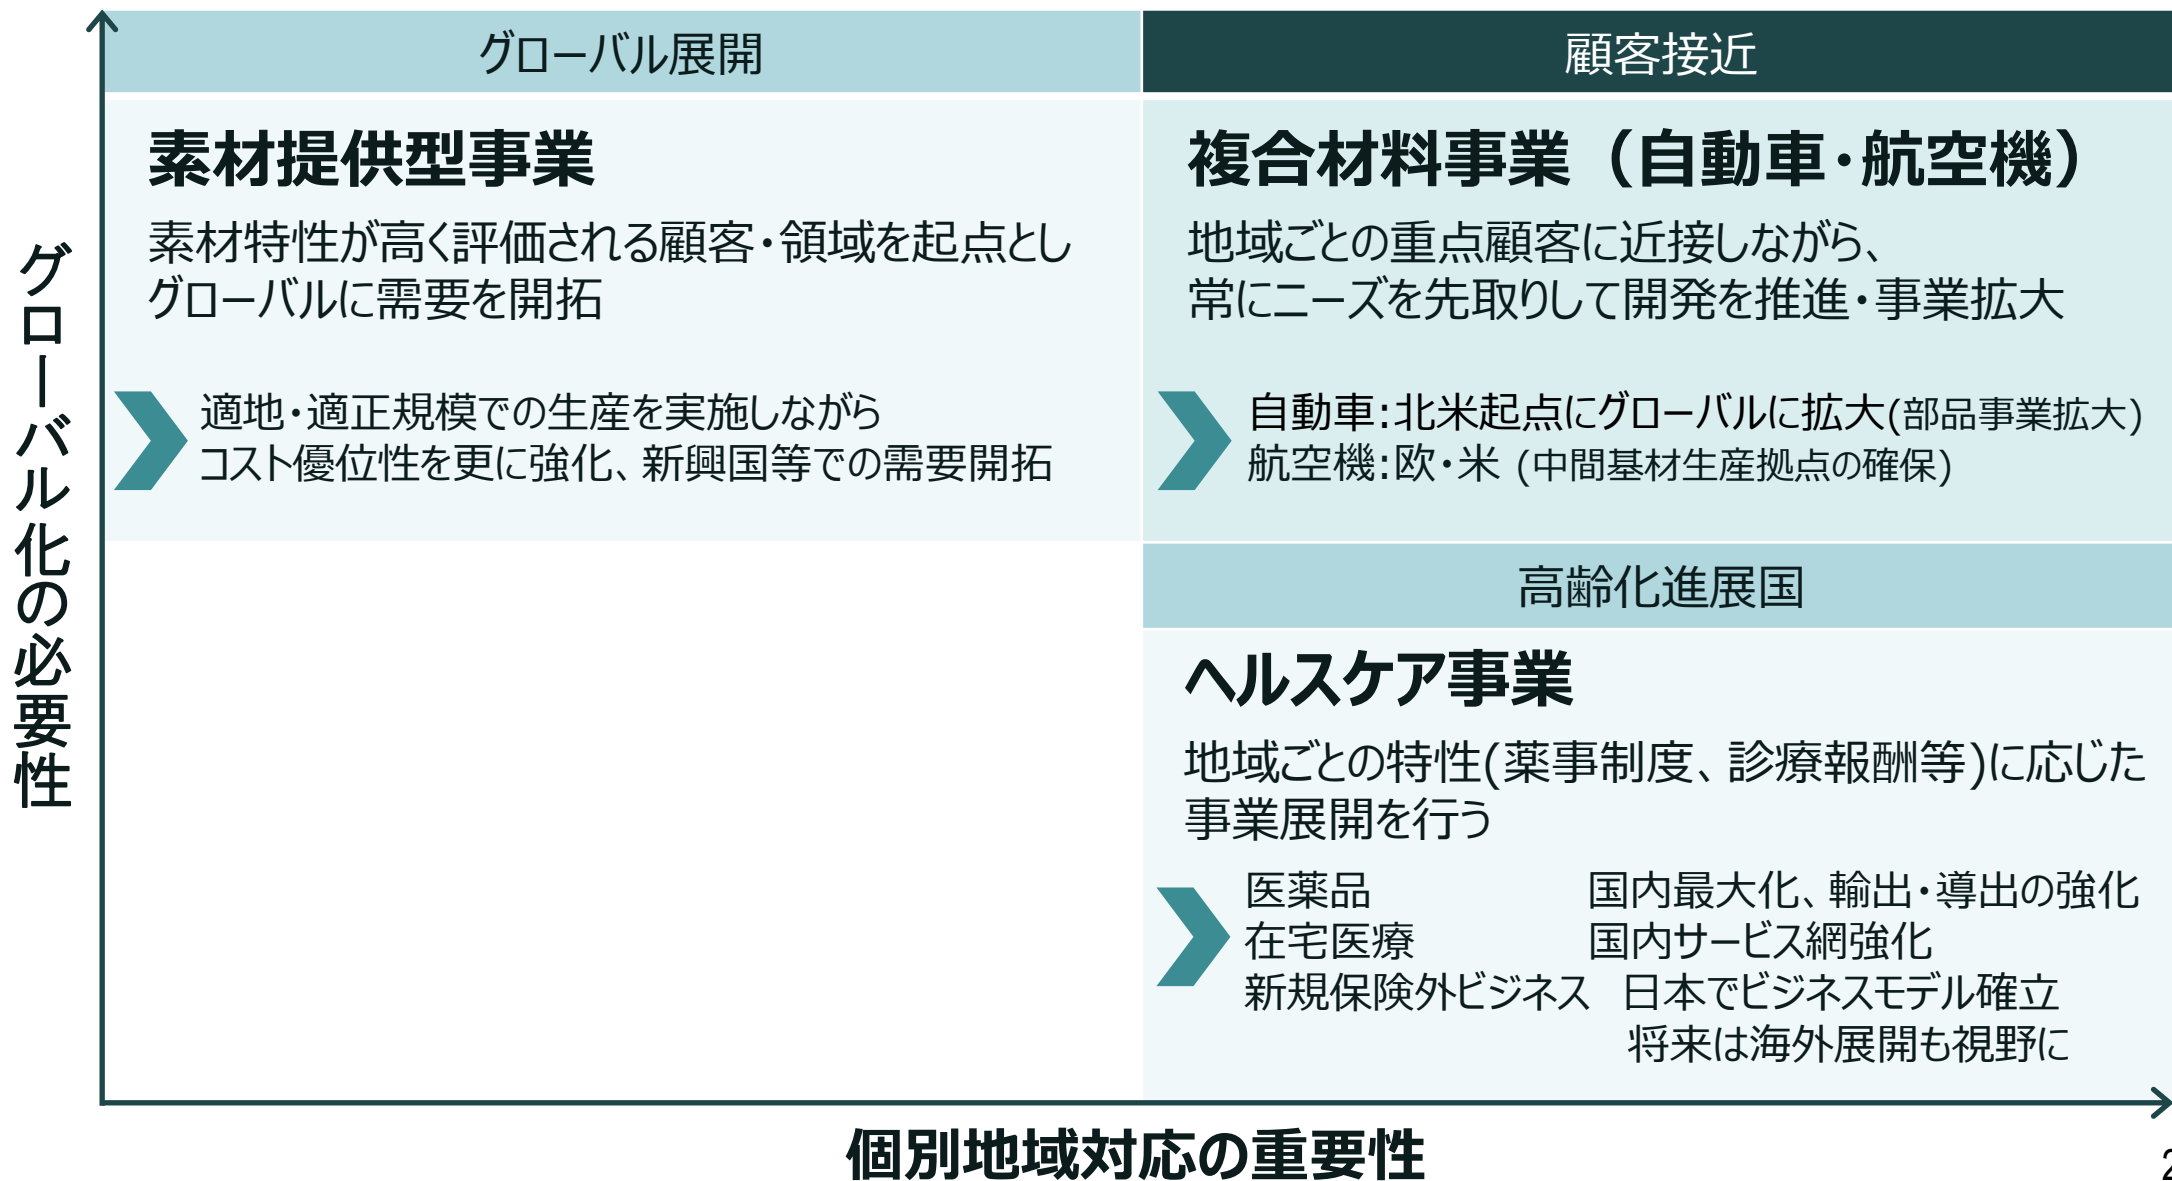 グローバル化の必要性
グローバル展開
素材提供型事業
素材特性が高く評価される顧客・領域を起点とし
グローバルに需要を開拓
適地・適正規模での生産を実施しながら
コスト優位性を更に強化、新興国等での需要開拓
顧客接近
複合材料事業（自動車・航空機）
地域ごとの重点顧客に近接しながら、
常にニーズを先取りして開発を推進・事業拡大
自動車:北米起点にグローバルに拡大(部品事業拡大)
航空機:欧・米 (中間基材生産拠点の確保)
高齢化進展国
ヘルスケア事業
地域ごとの特性(薬事制度、診療報酬等)に応じた
事業展開を行う
医薬品 国内最大化、輸出・導出の強化
在宅医療 国内サービス網強化
新規保険外ビジネス 日本でビジネスモデル確立
将来は海外展開も視野に
個別地域対応の重要性
2